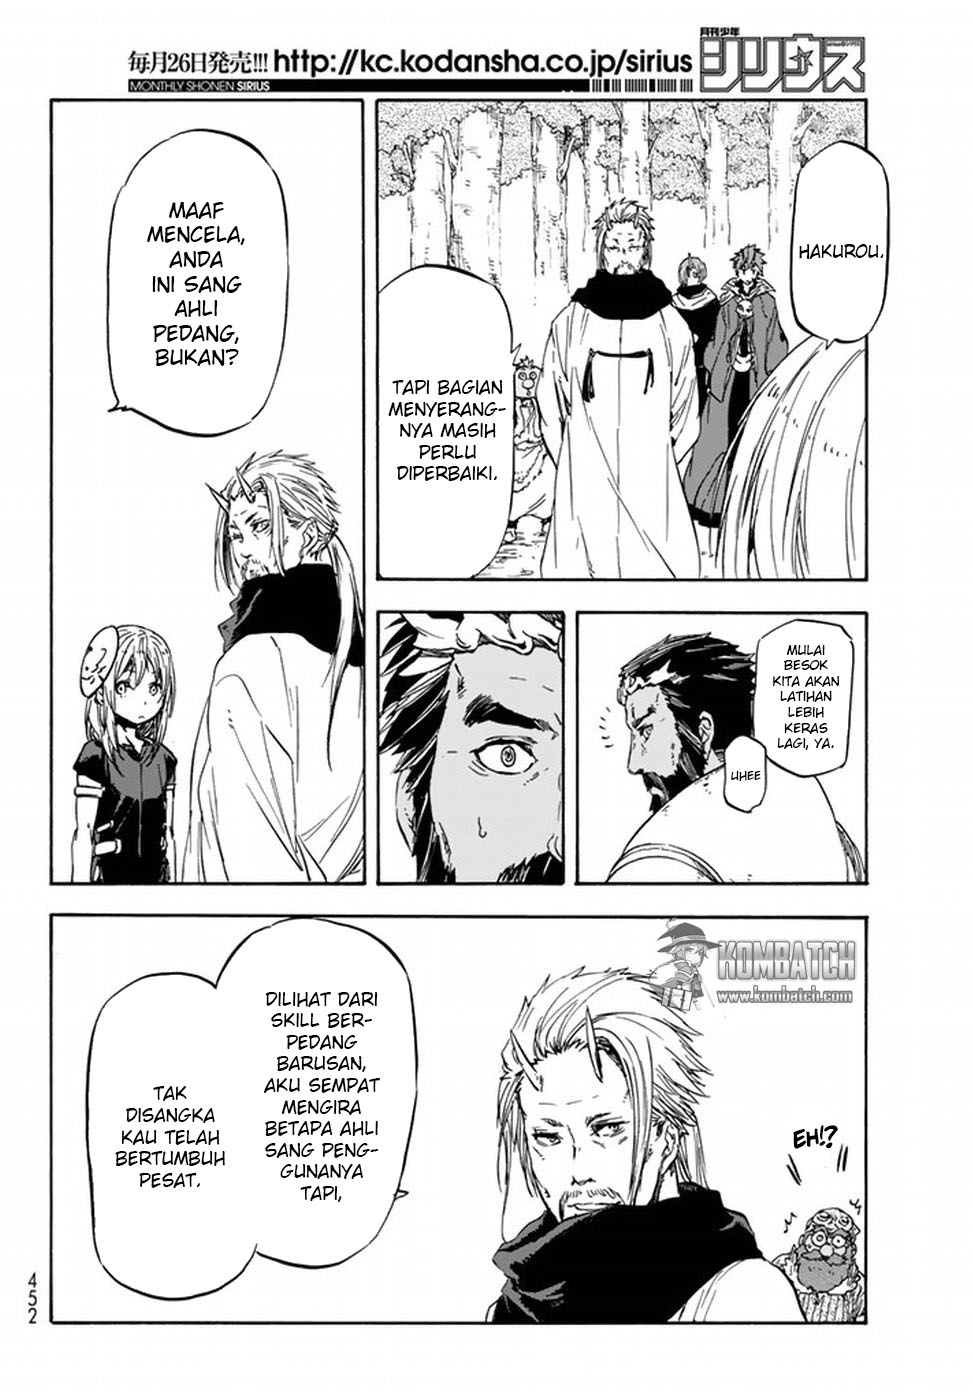 毎月26日発売!!! http://kc.kodansha.co.jp/sirius
MONTHLY SHONEN SIRIUS
月刊少年
シリウス
HAKUROU.
TAPI BAGIAN
MENYERANG-
NYA MASIH
PERLU
DIPERBAIKI.
MAAF
MENCELA,
ANDA
INI SANG
AHLI
PEDANG,
BUKAN?
MULAI
BESOK
KITA AKAN
LATIHAN
LEBIH
KERAS
LAGI, YA.
UHEE
KOMBATCH
www.kombatch.com
DILIHAT DARI
SKILL BER-
PEDANG
BARUSAN,
AKU SEMPAT
MENGIRA
BETAPA AHLI
SANG PENG-
GUNANYA
TAPI,
TAK
DISANGKA
KAU TELAH
BERTUMBUH
PESAT.
EH!?
452